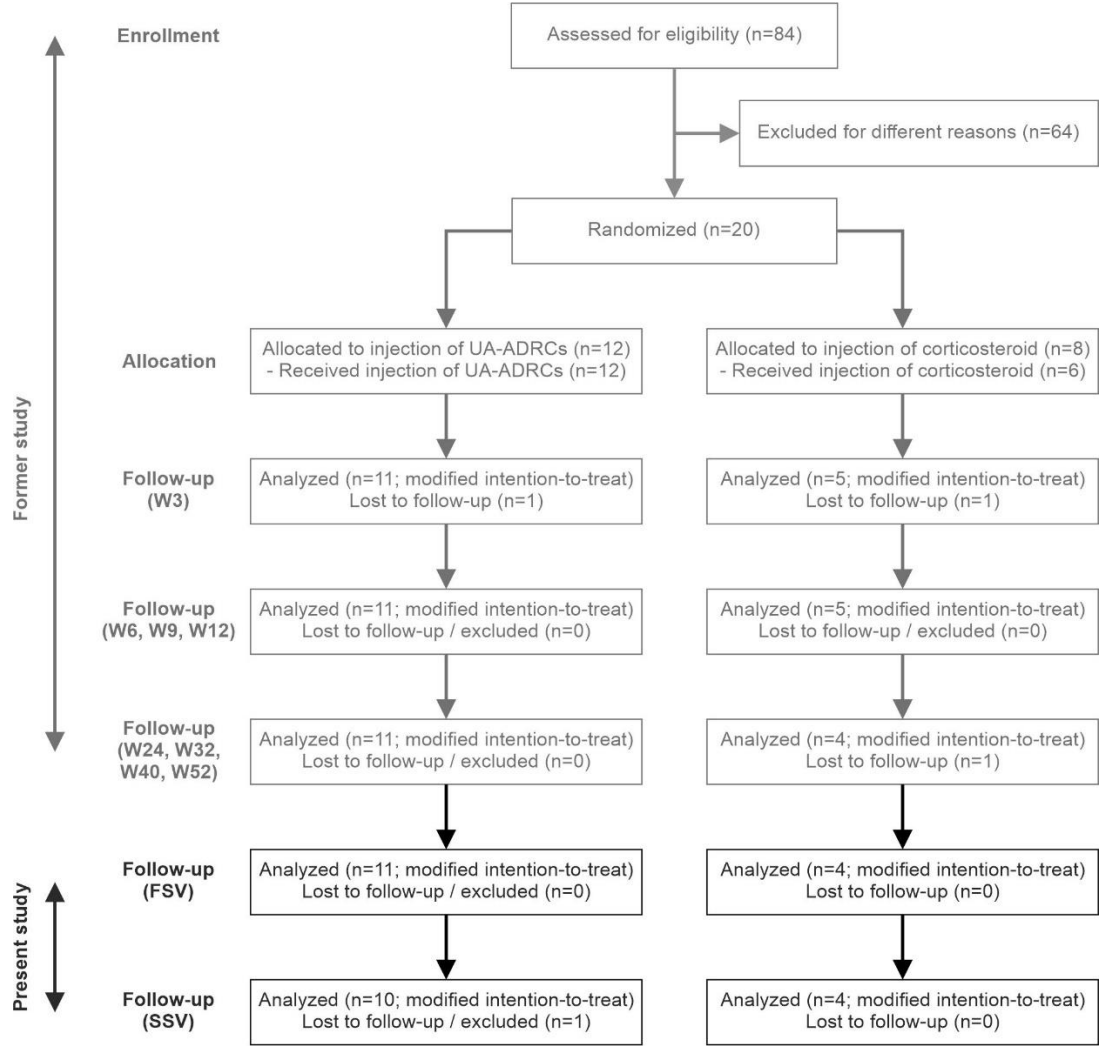 Enrollment
Assessed for eligibility (n=84)
Excluded for different reasons (n=64)
Randomized (n=20)
Former study
Allocation
Allocated to injection of UA-ADRCs (n=12)
- Received injection of UA-ADRCs (n=12)
Allocated to injection of corticosteroid (n=8)
- Received injection of corticosteroid (n=6)
Follow-up
(W3)
Analyzed (n=11; modified intention-to-treat)
Lost to follow-up (n=1)
Analyzed (n=5; modified intention-to-treat)
Lost to follow-up (n=1)
Follow-up
(W6, W9, W12)
Analyzed (n=11; modified intention-to-treat)
Lost to follow-up / excluded (n=0)
Analyzed (n=5; modified intention-to-treat)
Lost to follow-up / excluded (n=0)
Follow-up
(W24, W32,
W40, W52)
Analyzed (n=11; modified intention-to-treat)
Lost to follow-up / excluded (n=0)
Analyzed (n=4; modified intention-to-treat)
Lost to follow-up (n=1)
Present study
Follow-up
(FSV)
Analyzed (n=11; modified intention-to-treat)
Lost to follow-up / excluded (n=0)
Analyzed (n=4; modified intention-to-treat)
Lost to follow-up (n=0)
Follow-up
(SSV)
Analyzed (n=10; modified intention-to-treat)
Lost to follow-up / excluded (n=1)
Analyzed (n=4; modified intention-to-treat)
Lost to follow-up (n=0)